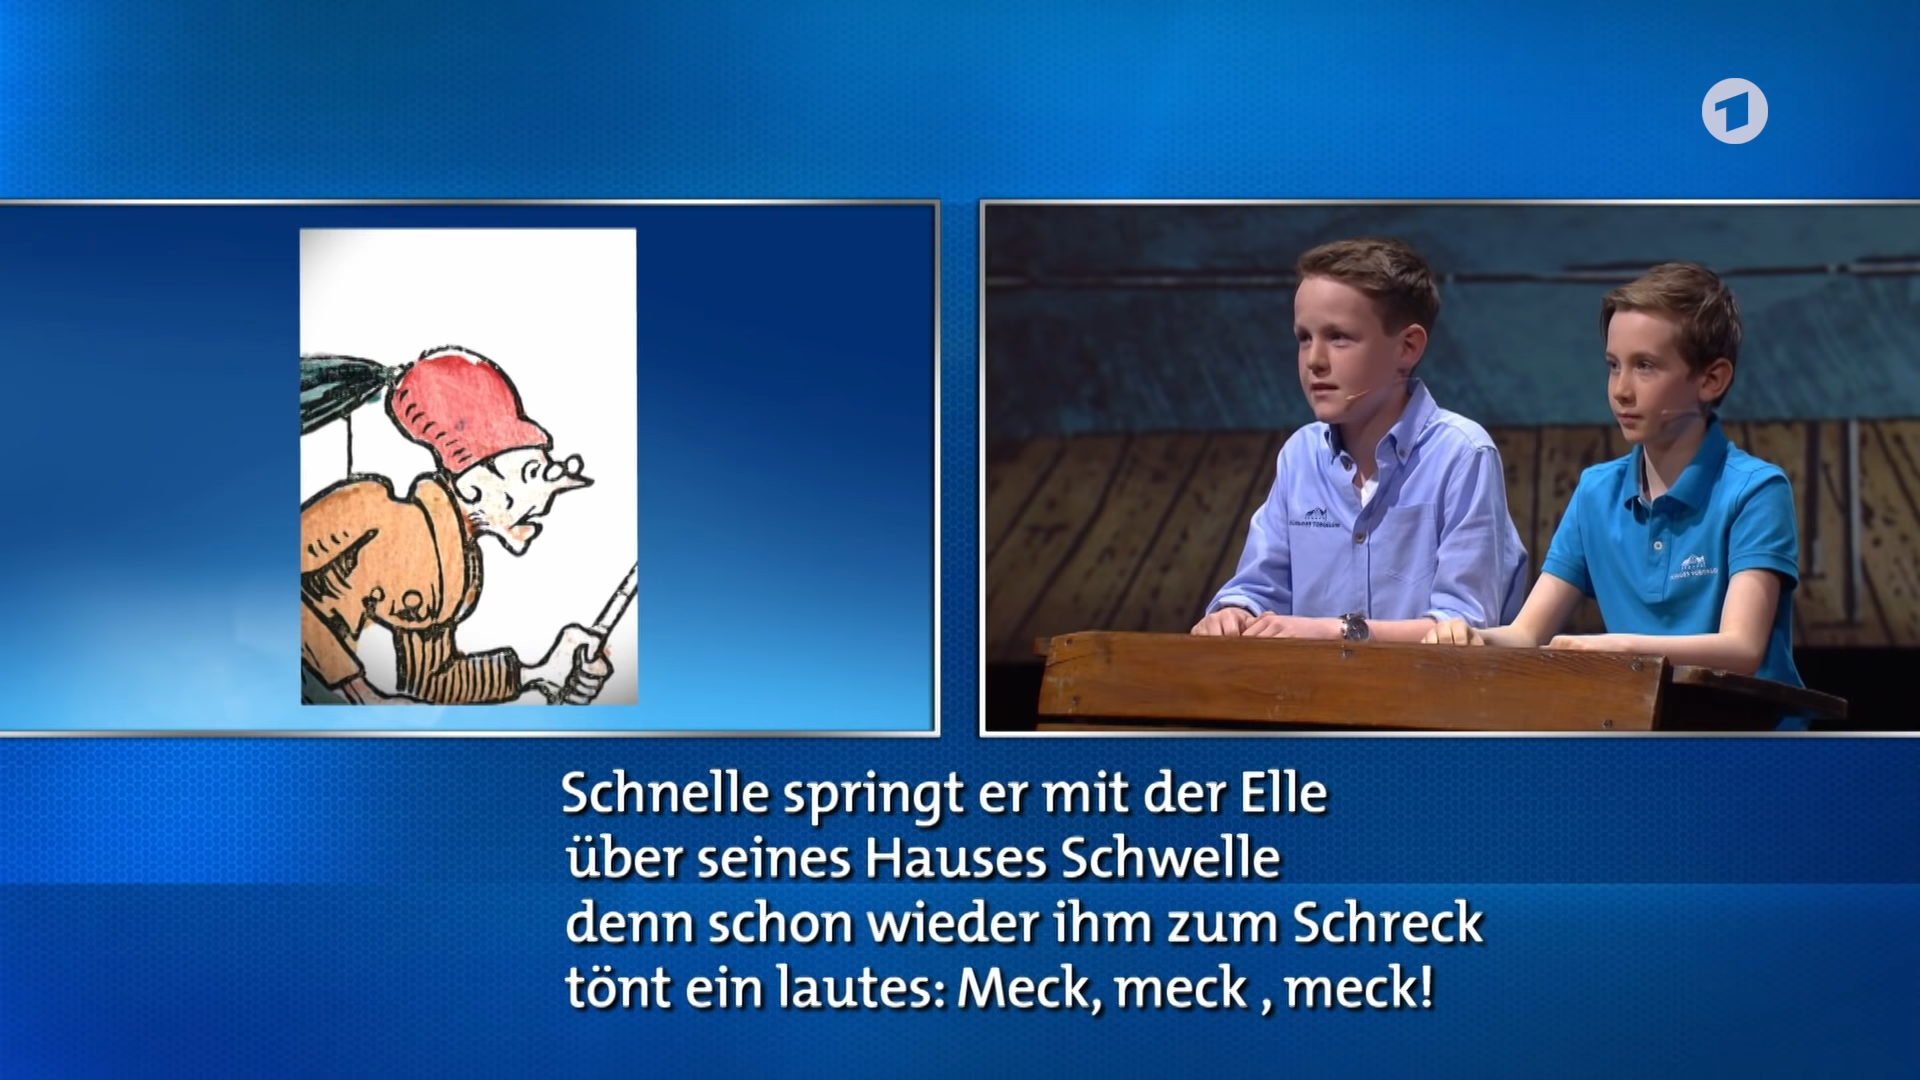 Schnelle springt er mit der Elle
über seines Hauses Schwelle
denn schon wieder ihm zum Schreck
tönt ein lautes: Meck, meck , meck!